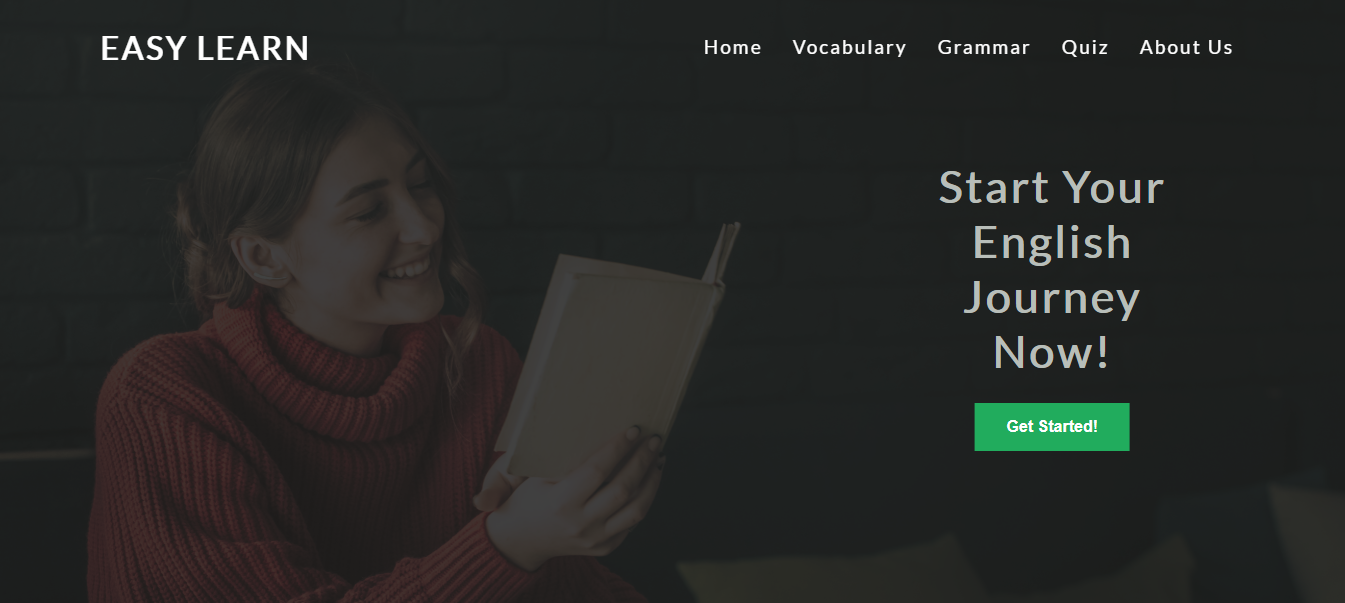 EASY LEARN
Home Vocabulary Grammar Quiz About Us
Start Your
English
Journey
Now!
Get Started!